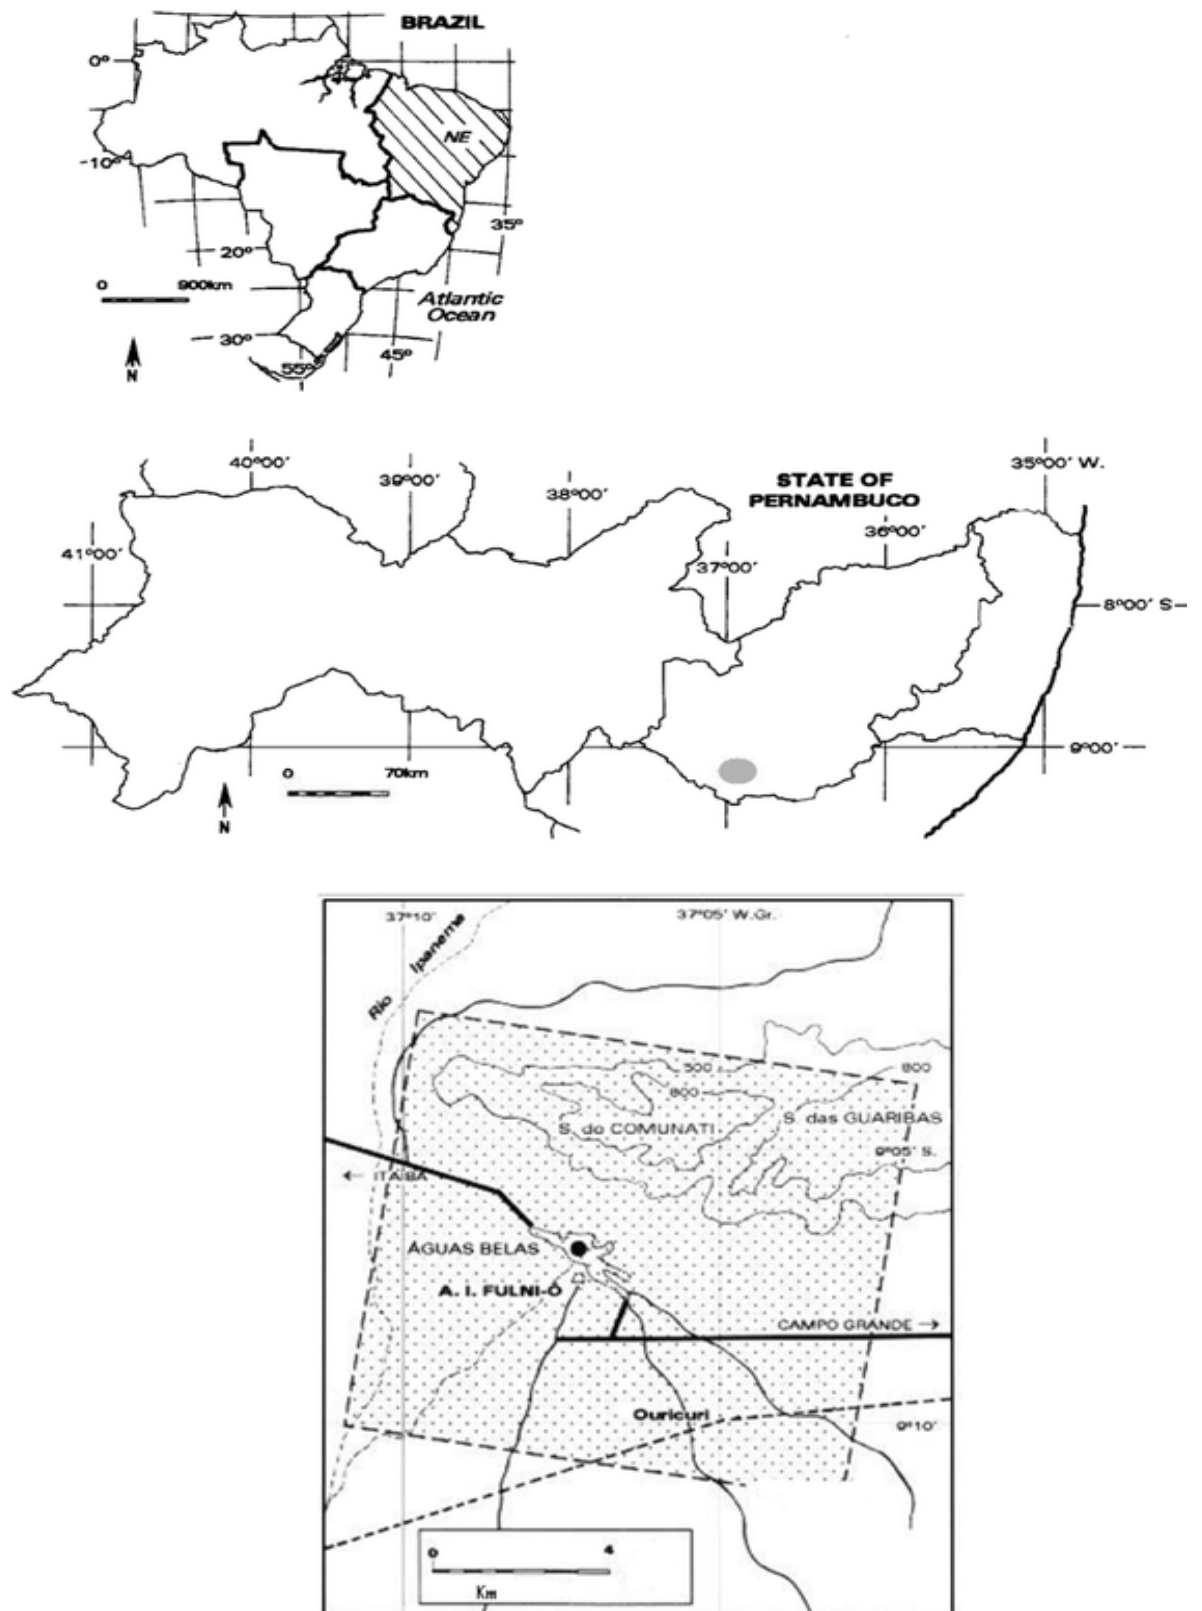 BRAZIL
0°
NE
-10°
35°
20°
0 900km
Atlantic
Ocean
30°
45°
55°
N
40°00'
39°00'
38°00'
STATE OF
PERNAMBUCO
35°00' W.
36°00'
41°00'
37°00'
8°00' S
9°00'
0 70km
N
37°10'
37°05' W.Gr.
Rio Ipanema
500
800
800
S. do COMUNATI
S. das GUARIBAS
9°05' S.
← ITAIBA
ÁGUAS BELAS
A. I. FULNI-Ô
CAMPO GRANDE →
Ouricuri
9°10'
0 4
Km